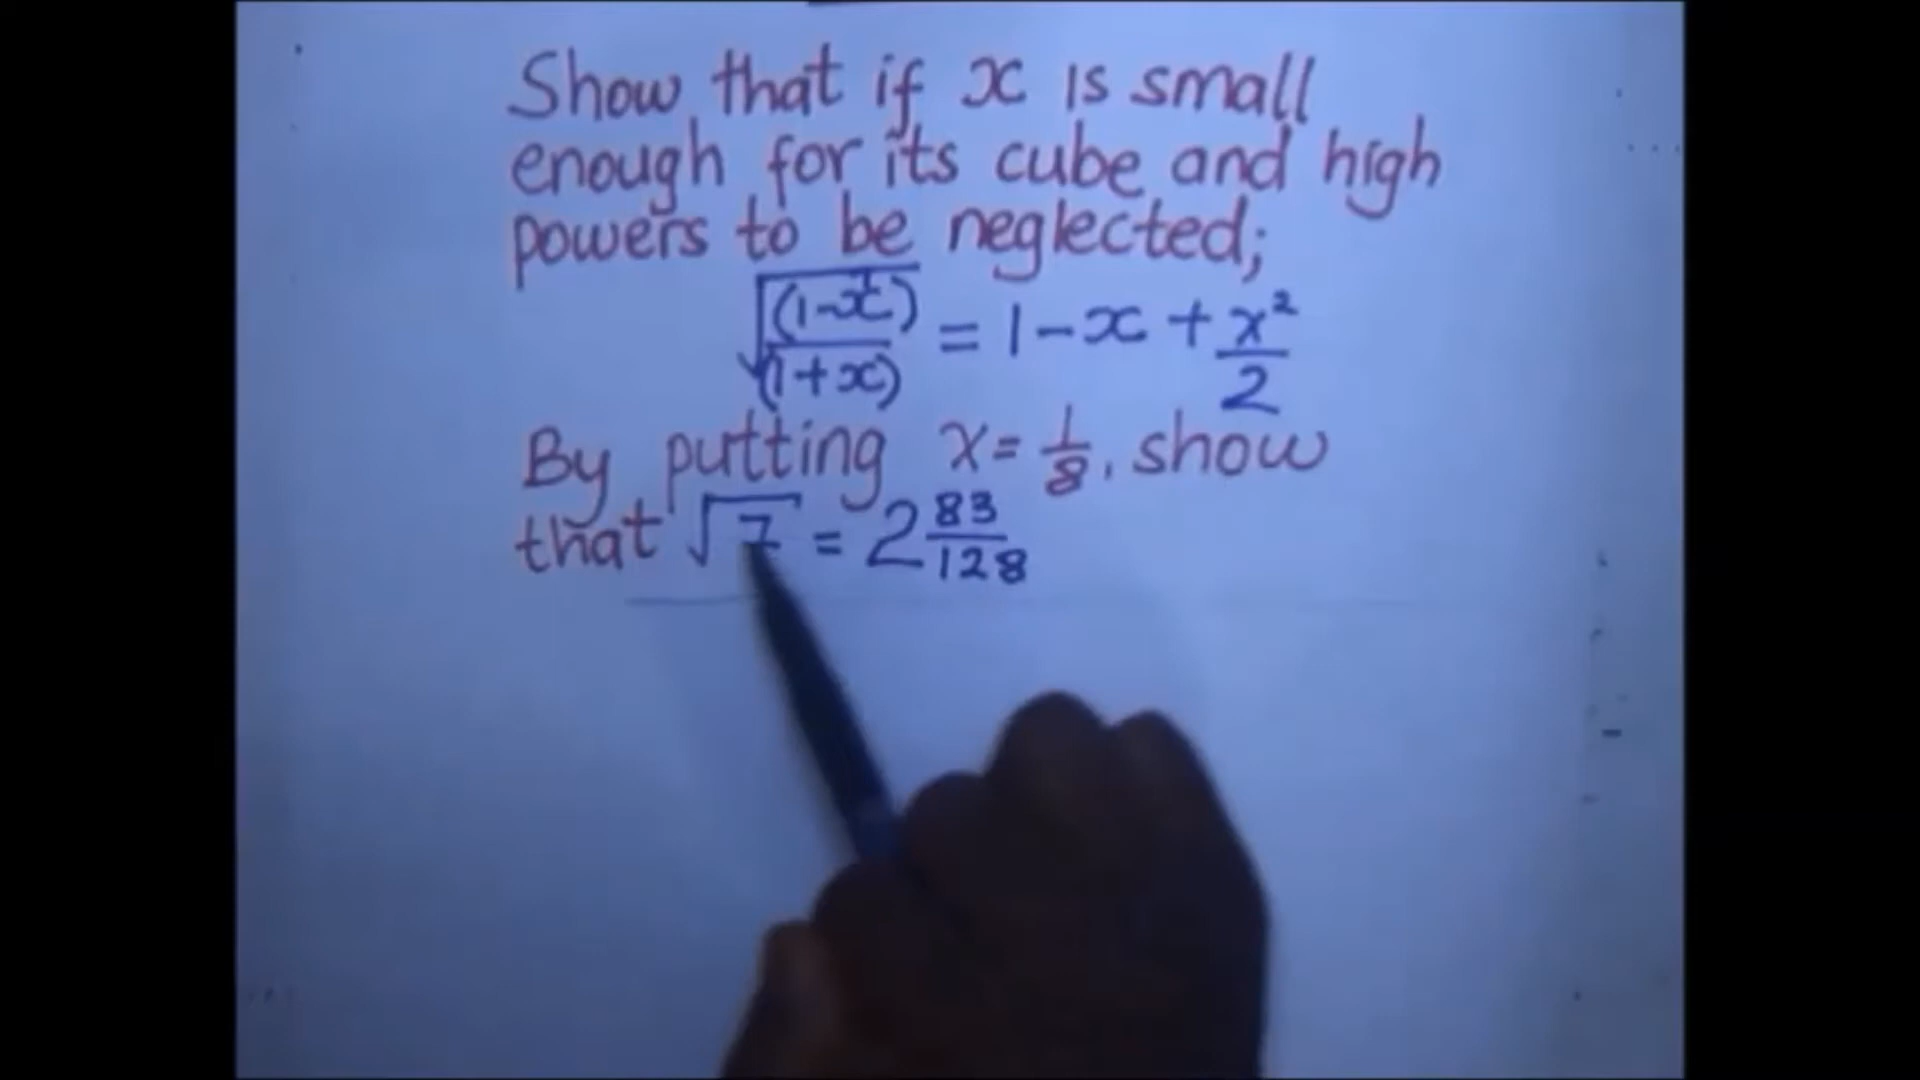 Show that if x is small
enough for its cube and high
powers to be neglected;
√((1-x)/(1+x)) = 1 - x + x²/2
By putting x = 1/8, show
that √7 = 2 83/128